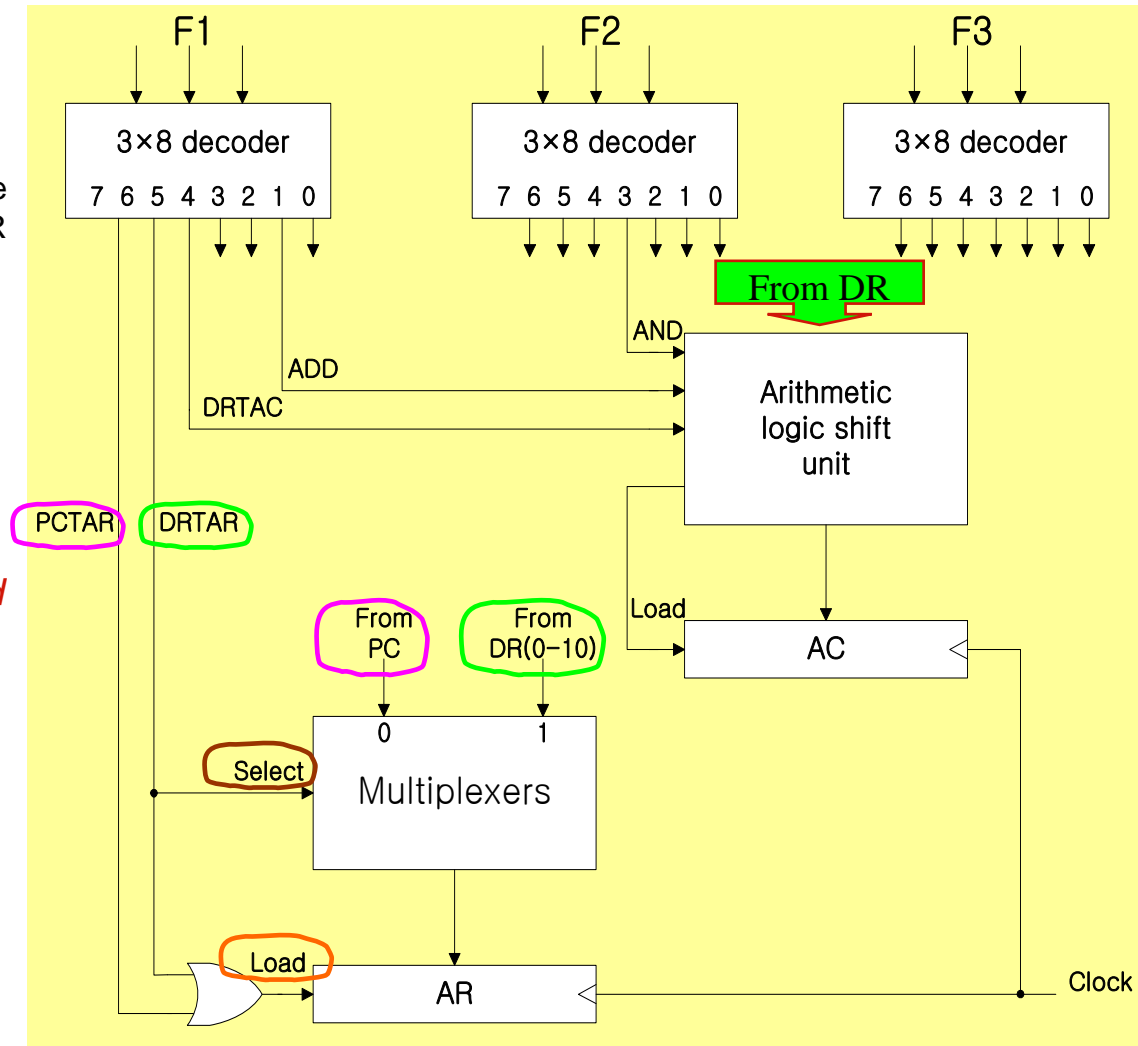 F1
F2
F3
3×8 decoder
3×8 decoder
3×8 decoder
7 6 5 4 3 2 1 0
7 6 5 4 3 2 1 0
7 6 5 4 3 2 1 0
e
R
From DR
AND
ADD
DRTAC
Arithmetic
logic shift
unit
PCTAR
DRTAR
d
From
PC
From
DR(0-10)
Load
AC
0
1
Select
Multiplexers
Load
AR
Clock